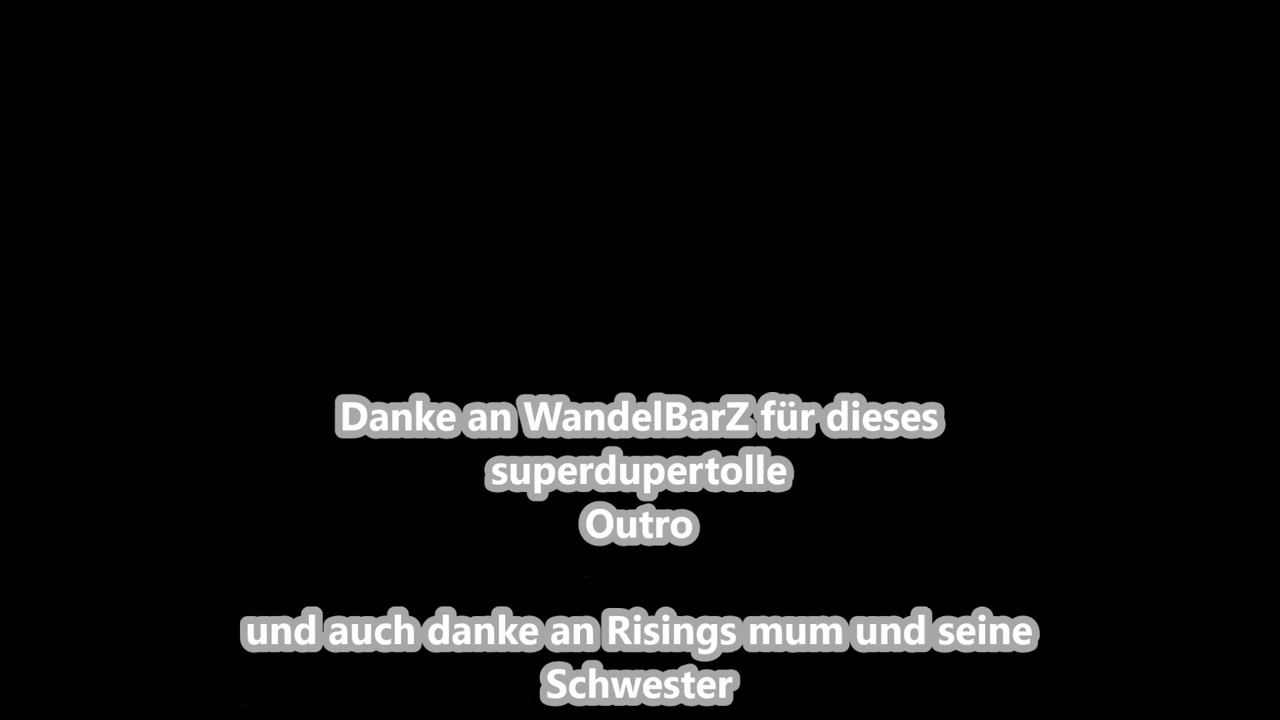 Danke an WandelBarZ für dieses
superdupertolle
Outro
und auch danke an Risings mum und seine
Schwester